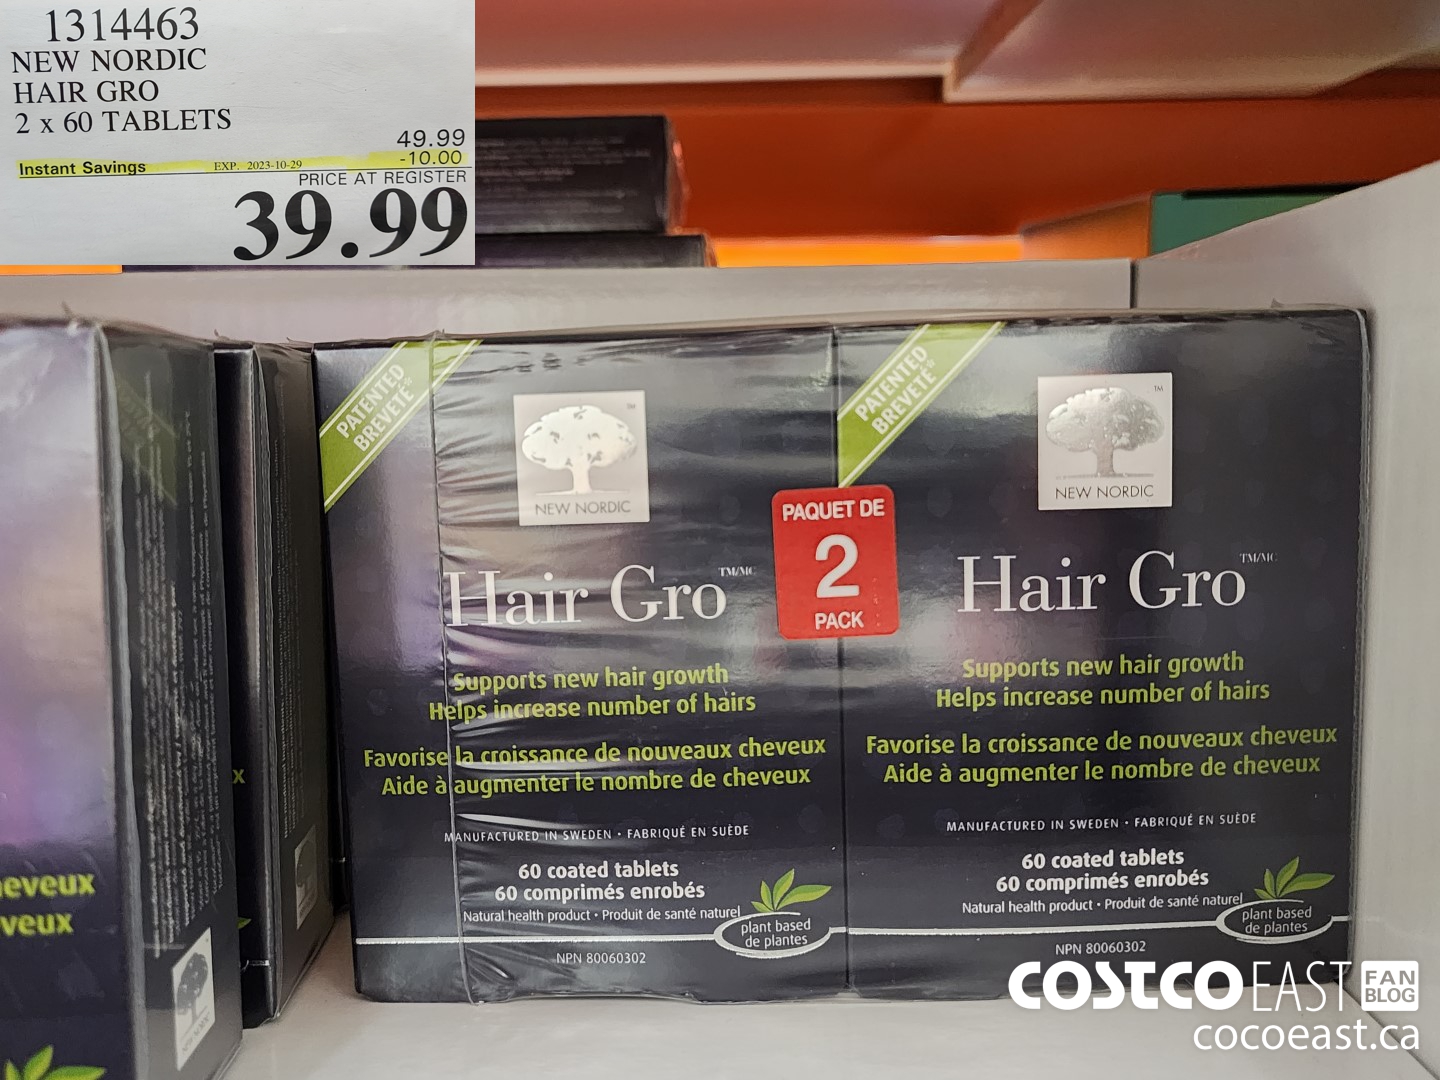 1314463
NEW NORDIC
HAIR GRO
2 x 60 TABLETS
49.99
Instant Savings EXP. 2023-10-29 -10.00
PRICE AT REGISTER
39.99
PATENTED
BREVETÉ
TM
NEW NORDIC
Hair Gro TM/MC
Supports new hair growth
Helps increase number of hairs
Favorise la croissance de nouveaux cheveux
Aide à augmenter le nombre de cheveux
MANUFACTURED IN SWEDEN • FABRIQUÉ EN SUÈDE
60 coated tablets
60 comprimés enrobés
Natural health product • Produit de santé naturel
plant based
de plantes
NPN 80060302
PAQUET DE
2
PACK
PATENTED
BREVETÉ
TM
NEW NORDIC
Hair Gro TM/MC
Supports new hair growth
Helps increase number of hairs
Favorise la croissance de nouveaux cheveux
Aide à augmenter le nombre de cheveux
MANUFACTURED IN SWEDEN • FABRIQUÉ EN SUÈDE
60 coated tablets
60 comprimés enrobés
Natural health product • Produit de santé naturel
plant based
de plantes
NPN 80060302
eveux
veux
x
NEW NORDIC
COSTCO EAST FAN BLOG
cocoeast.ca